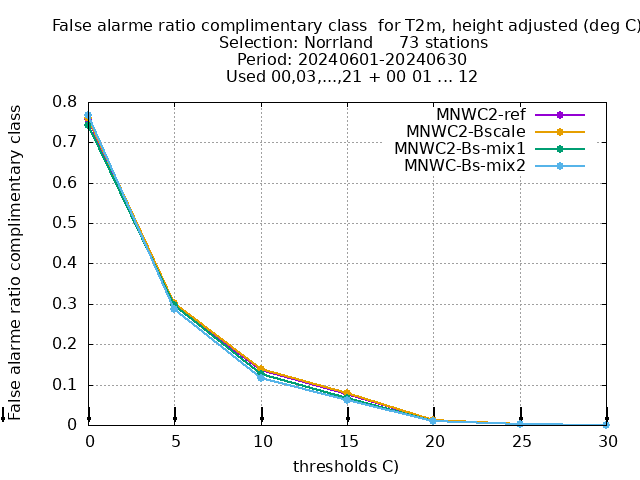 False alarme ratio complimentary class  for T2m, height adjusted (deg C)
Selection: Norrland     73 stations
Period: 20240601-20240630
Used 00,03,...,21 + 00 01 ... 12
MNWC2-ref
MNWC2-Bscale
MNWC2-Bs-mix1
MNWC-Bs-mix2
False alarme ratio complimentary class
0.8
0.7
0.6
0.5
0.4
0.3
0.2
0.1
0
0 5 10 15 20 25 30
thresholds C)